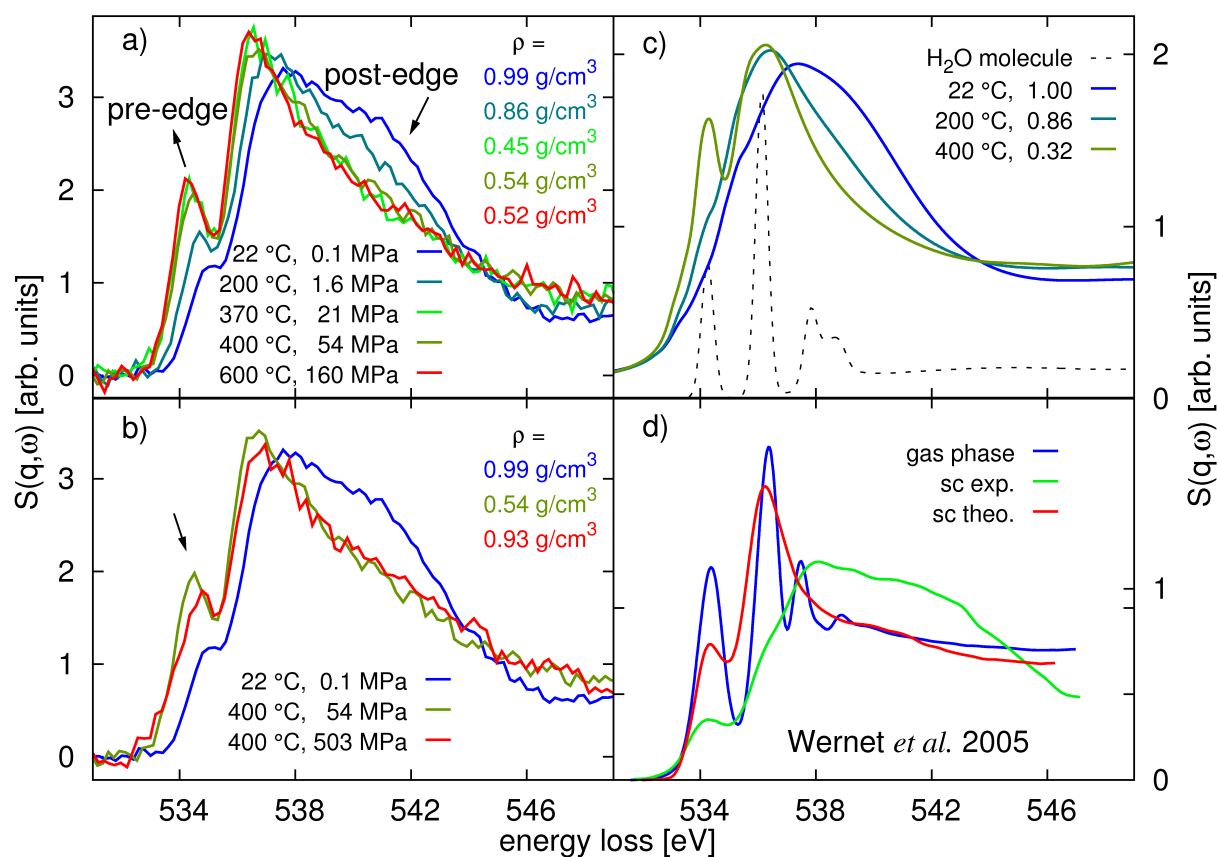 a)
ρ =
0.99 g/cm³
0.86 g/cm³
0.45 g/cm³
0.54 g/cm³
0.52 g/cm³
pre-edge
post-edge
22 °C, 0.1 MPa
200 °C, 1.6 MPa
370 °C, 21 MPa
400 °C, 54 MPa
600 °C, 160 MPa
3
2
1
0
S(q,ω) [arb. units]
c)
H₂O molecule
22 °C, 1.00
200 °C, 0.86
400 °C, 0.32
2
1
0
S(q,ω) [arb. units]
b)
ρ =
0.99 g/cm³
0.54 g/cm³
0.93 g/cm³
22 °C, 0.1 MPa
400 °C, 54 MPa
400 °C, 503 MPa
3
2
1
0
534 538 542 546
d)
gas phase
sc exp.
sc theo.
Wernet et al. 2005
1
0
534 538 542 546
energy loss [eV]